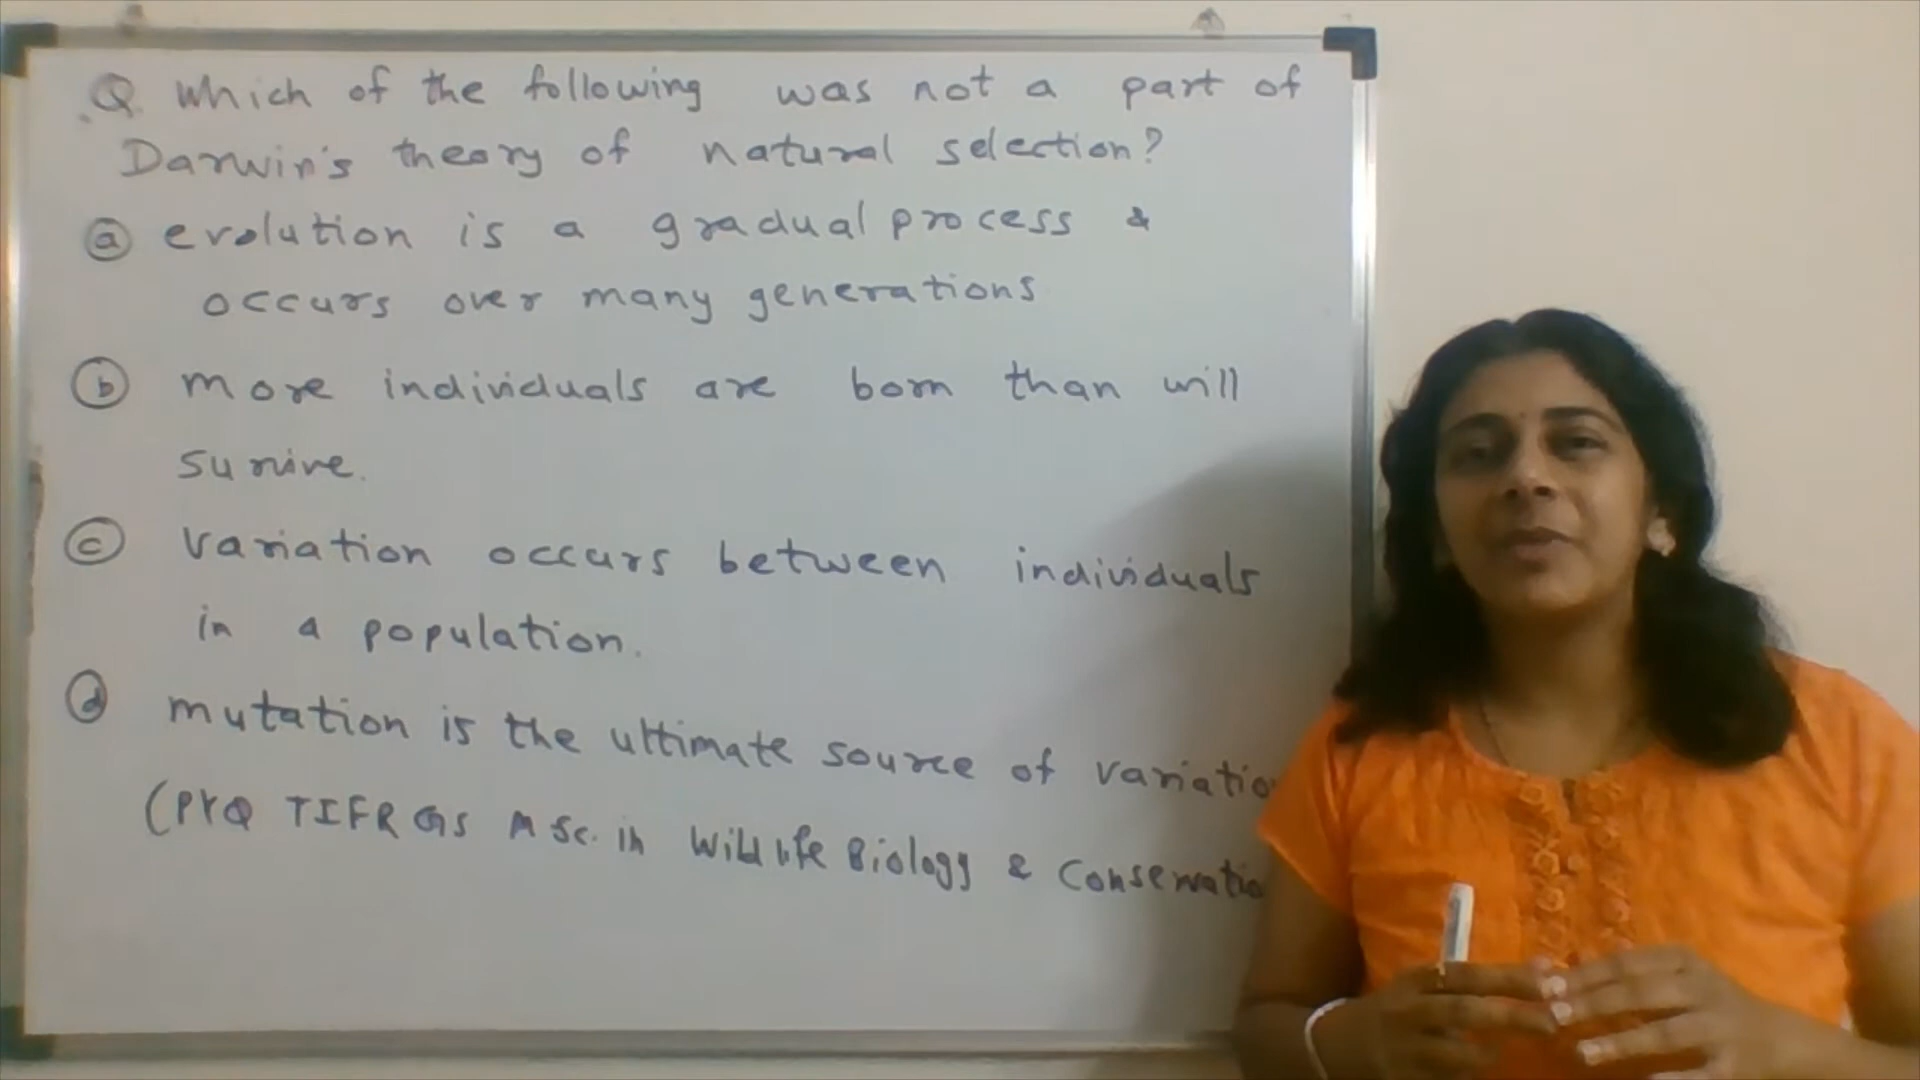 Q. Which of the following was not a part of
Darwin's theory of natural selection?
ⓐ evolution is a gradual process &
occurs over many generations
ⓑ more individuals are born than will
survive.
ⓒ variation occurs between individuals
in a population.
ⓓ mutation is the ultimate source of variatio
(PYQ TIFR GS MSc. in Wildlife Biology & Conservatio